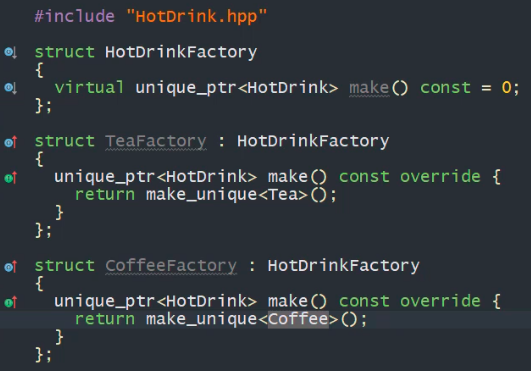 #include "HotDrink.hpp"
struct HotDrinkFactory
{
virtual unique_ptr<HotDrink> make() const = 0;
};
struct TeaFactory : HotDrinkFactory
{
unique_ptr<HotDrink> make() const override {
return make_unique<Tea>();
}
};
struct CoffeeFactory : HotDrinkFactory
{
unique_ptr<HotDrink> make() const override {
return make_unique<Coffee>();
}
};